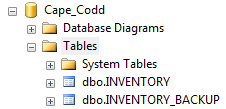 Cape_Codd
Database Diagrams
Tables
System Tables
dbo.INVENTORY
dbo.INVENTORY_BACKUP